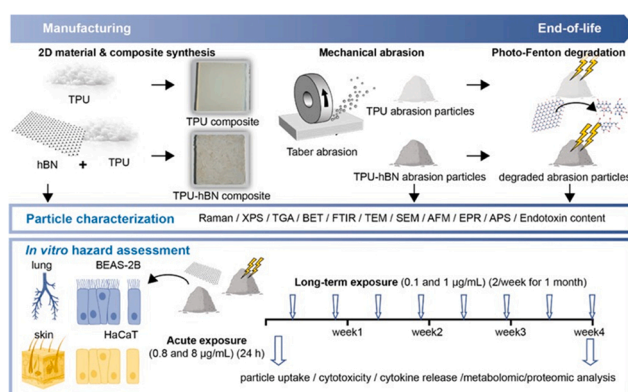 Manufacturing
End-of-life
2D material & composite synthesis
Mechanical abrasion
Photo-Fenton degradation
TPU
TPU composite
Taber abrasion
TPU abrasion particles
hBN
+
TPU
TPU-hBN composite
TPU-hBN abrasion particles
degraded abrasion particles
Particle characterization Raman / XPS / TGA / BET / FTIR / TEM / SEM / AFM / EPR / APS / Endotoxin content
In vitro hazard assessment
lung
BEAS-2B
skin
HaCaT
Acute exposure
(0.8 and 8 µg/mL) (24 h)
Long-term exposure (0.1 and 1 µg/mL) (2/week for 1 month)
week1
week2
week3
week4
particle uptake / cytotoxicity / cytokine release /metabolomic/proteomic analysis